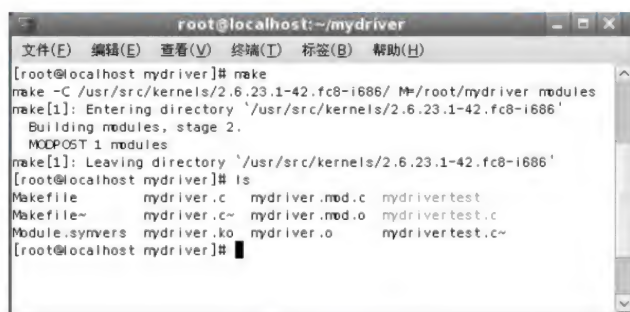 root@localhost:~/mydriver
文件(F) 编辑(E) 查看(V) 终端(T) 标签(B) 帮助(H)
[root@localhost mydriver]# make
make -C /usr/src/kernels/2.6.23.1-42.fc8-i686/ M=/root/mydriver modules
make[1]: Entering directory `/usr/src/kernels/2.6.23.1-42.fc8-i686'
Building modules, stage 2.
MODPOST 1 modules
make[1]: Leaving directory `/usr/src/kernels/2.6.23.1-42.fc8-i686'
[root@localhost mydriver]# ls
Makefile mydriver.c mydriver.mod.c mydrivertest
Makefile~ mydriver.c~ mydriver.mod.o mydrivertest.c
Module.symvers mydriver.ko mydriver.o mydrivertest.c~
[root@localhost mydriver]#